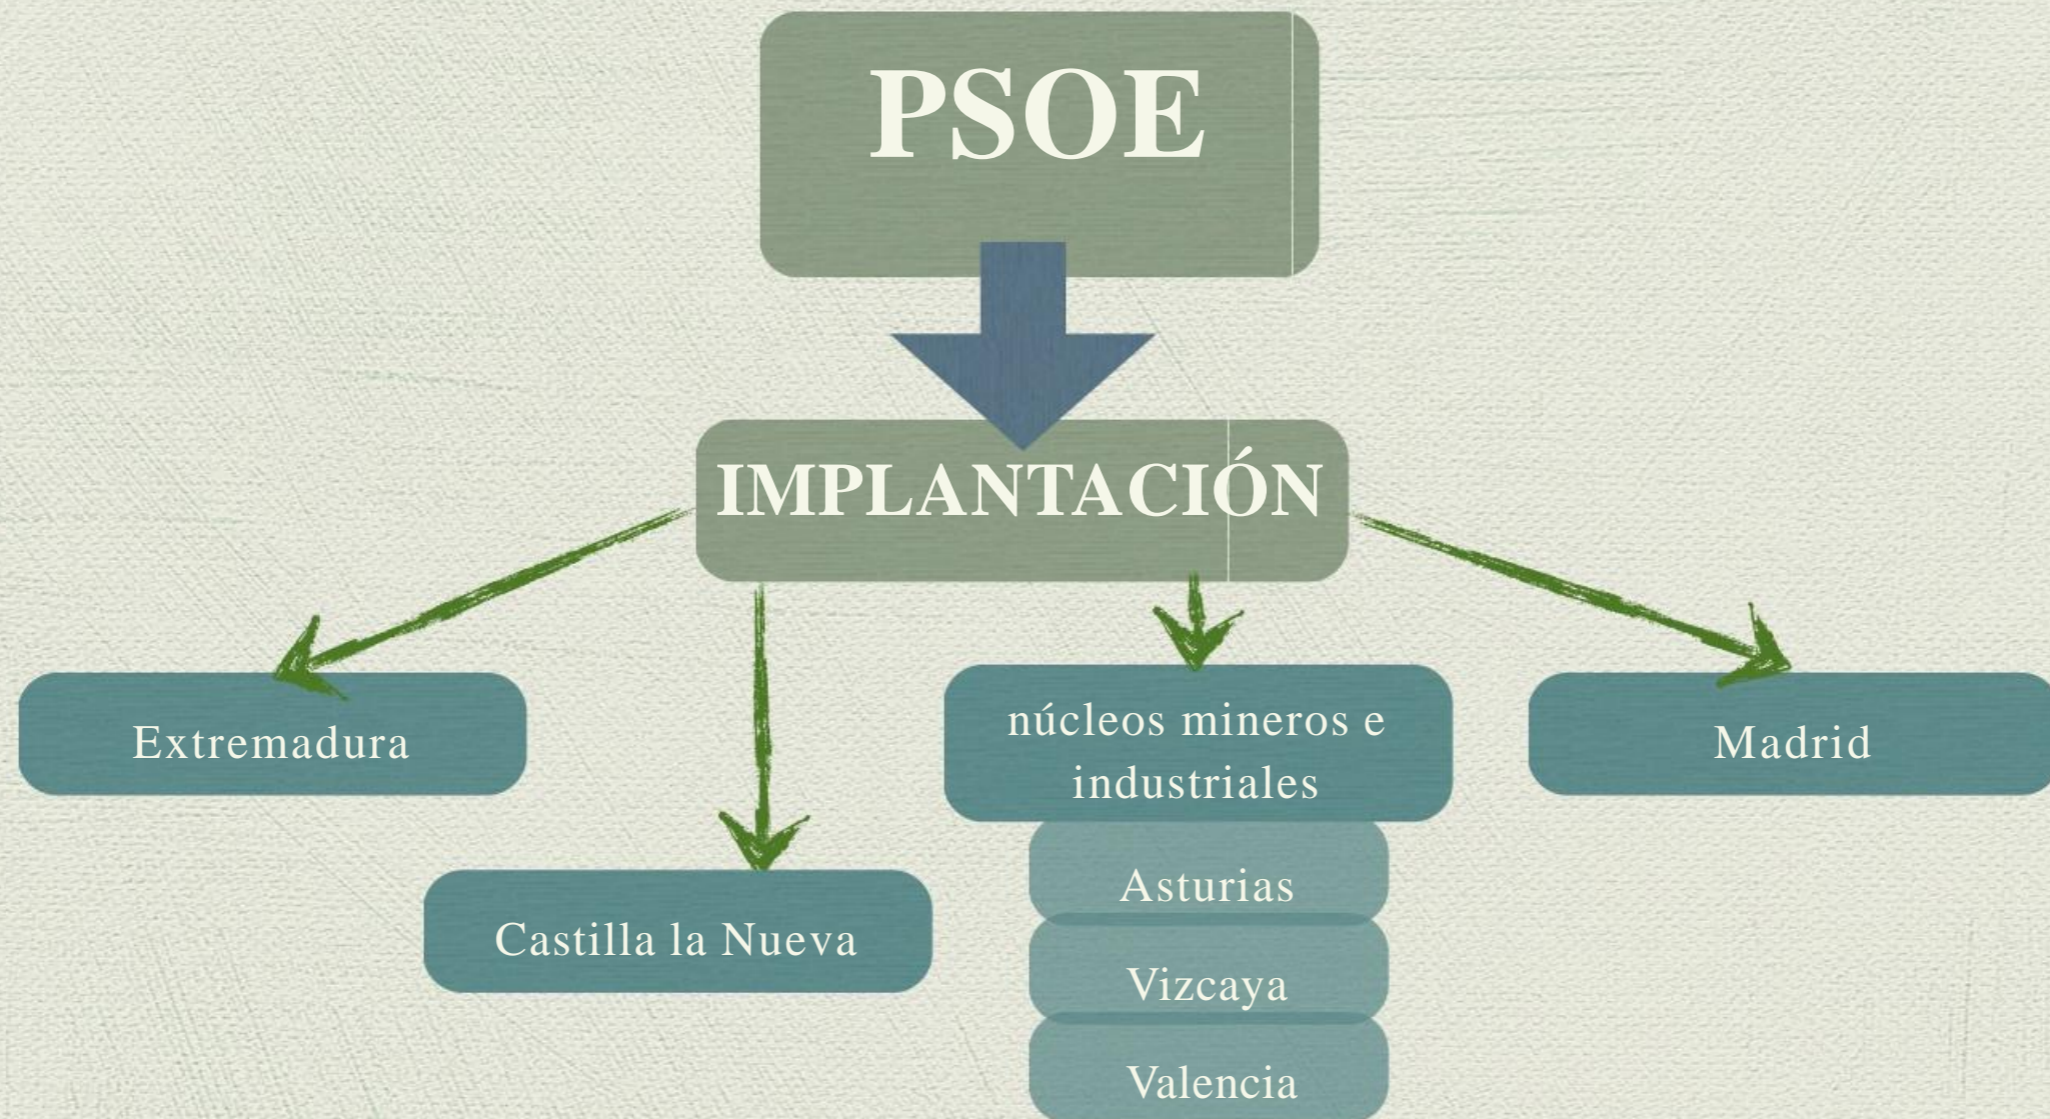 PSOE
IMPLANTACIÓN
Extremadura
Castilla la Nueva
núcleos mineros e
industriales
Asturias
Vizcaya
Valencia
Madrid